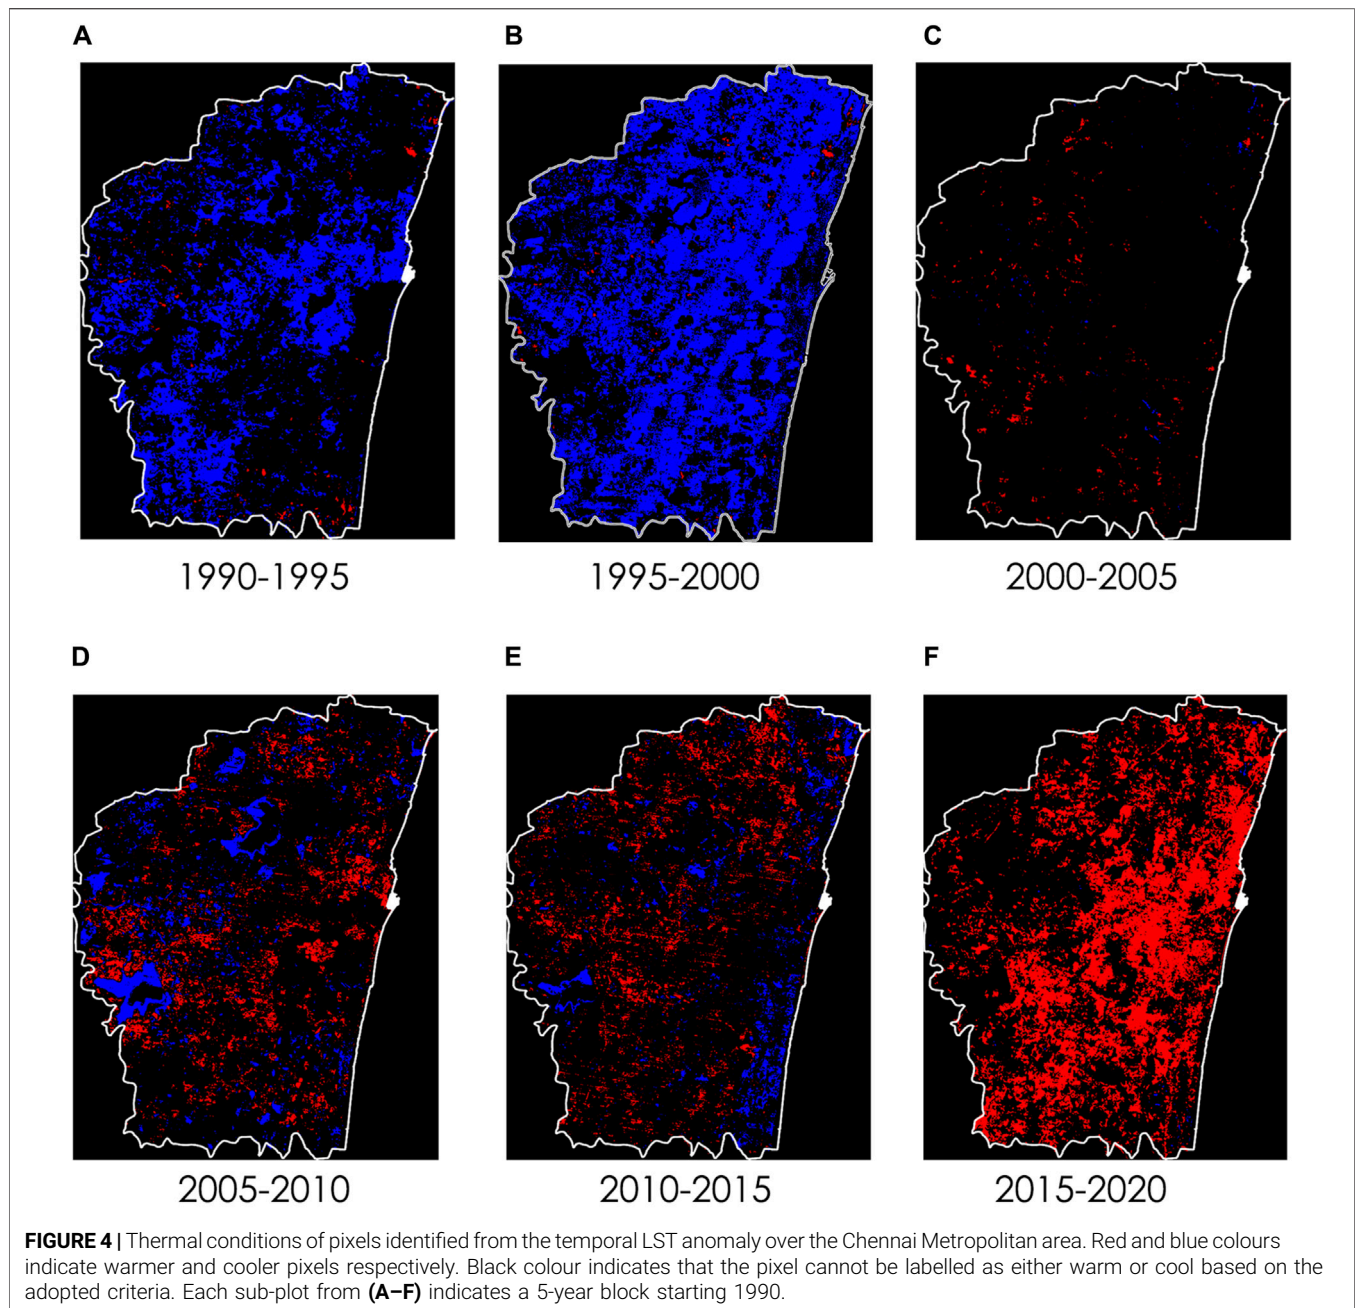 A
B
C
1990-1995
1995-2000
2000-2005
D
E
F
2005-2010
2010-2015
2015-2020
FIGURE 4 | Thermal conditions of pixels identified from the temporal LST anomaly over the Chennai Metropolitan area. Red and blue colours
indicate warmer and cooler pixels respectively. Black colour indicates that the pixel cannot be labelled as either warm or cool based on the
adopted criteria. Each sub-plot from (A–F) indicates a 5-year block starting 1990.